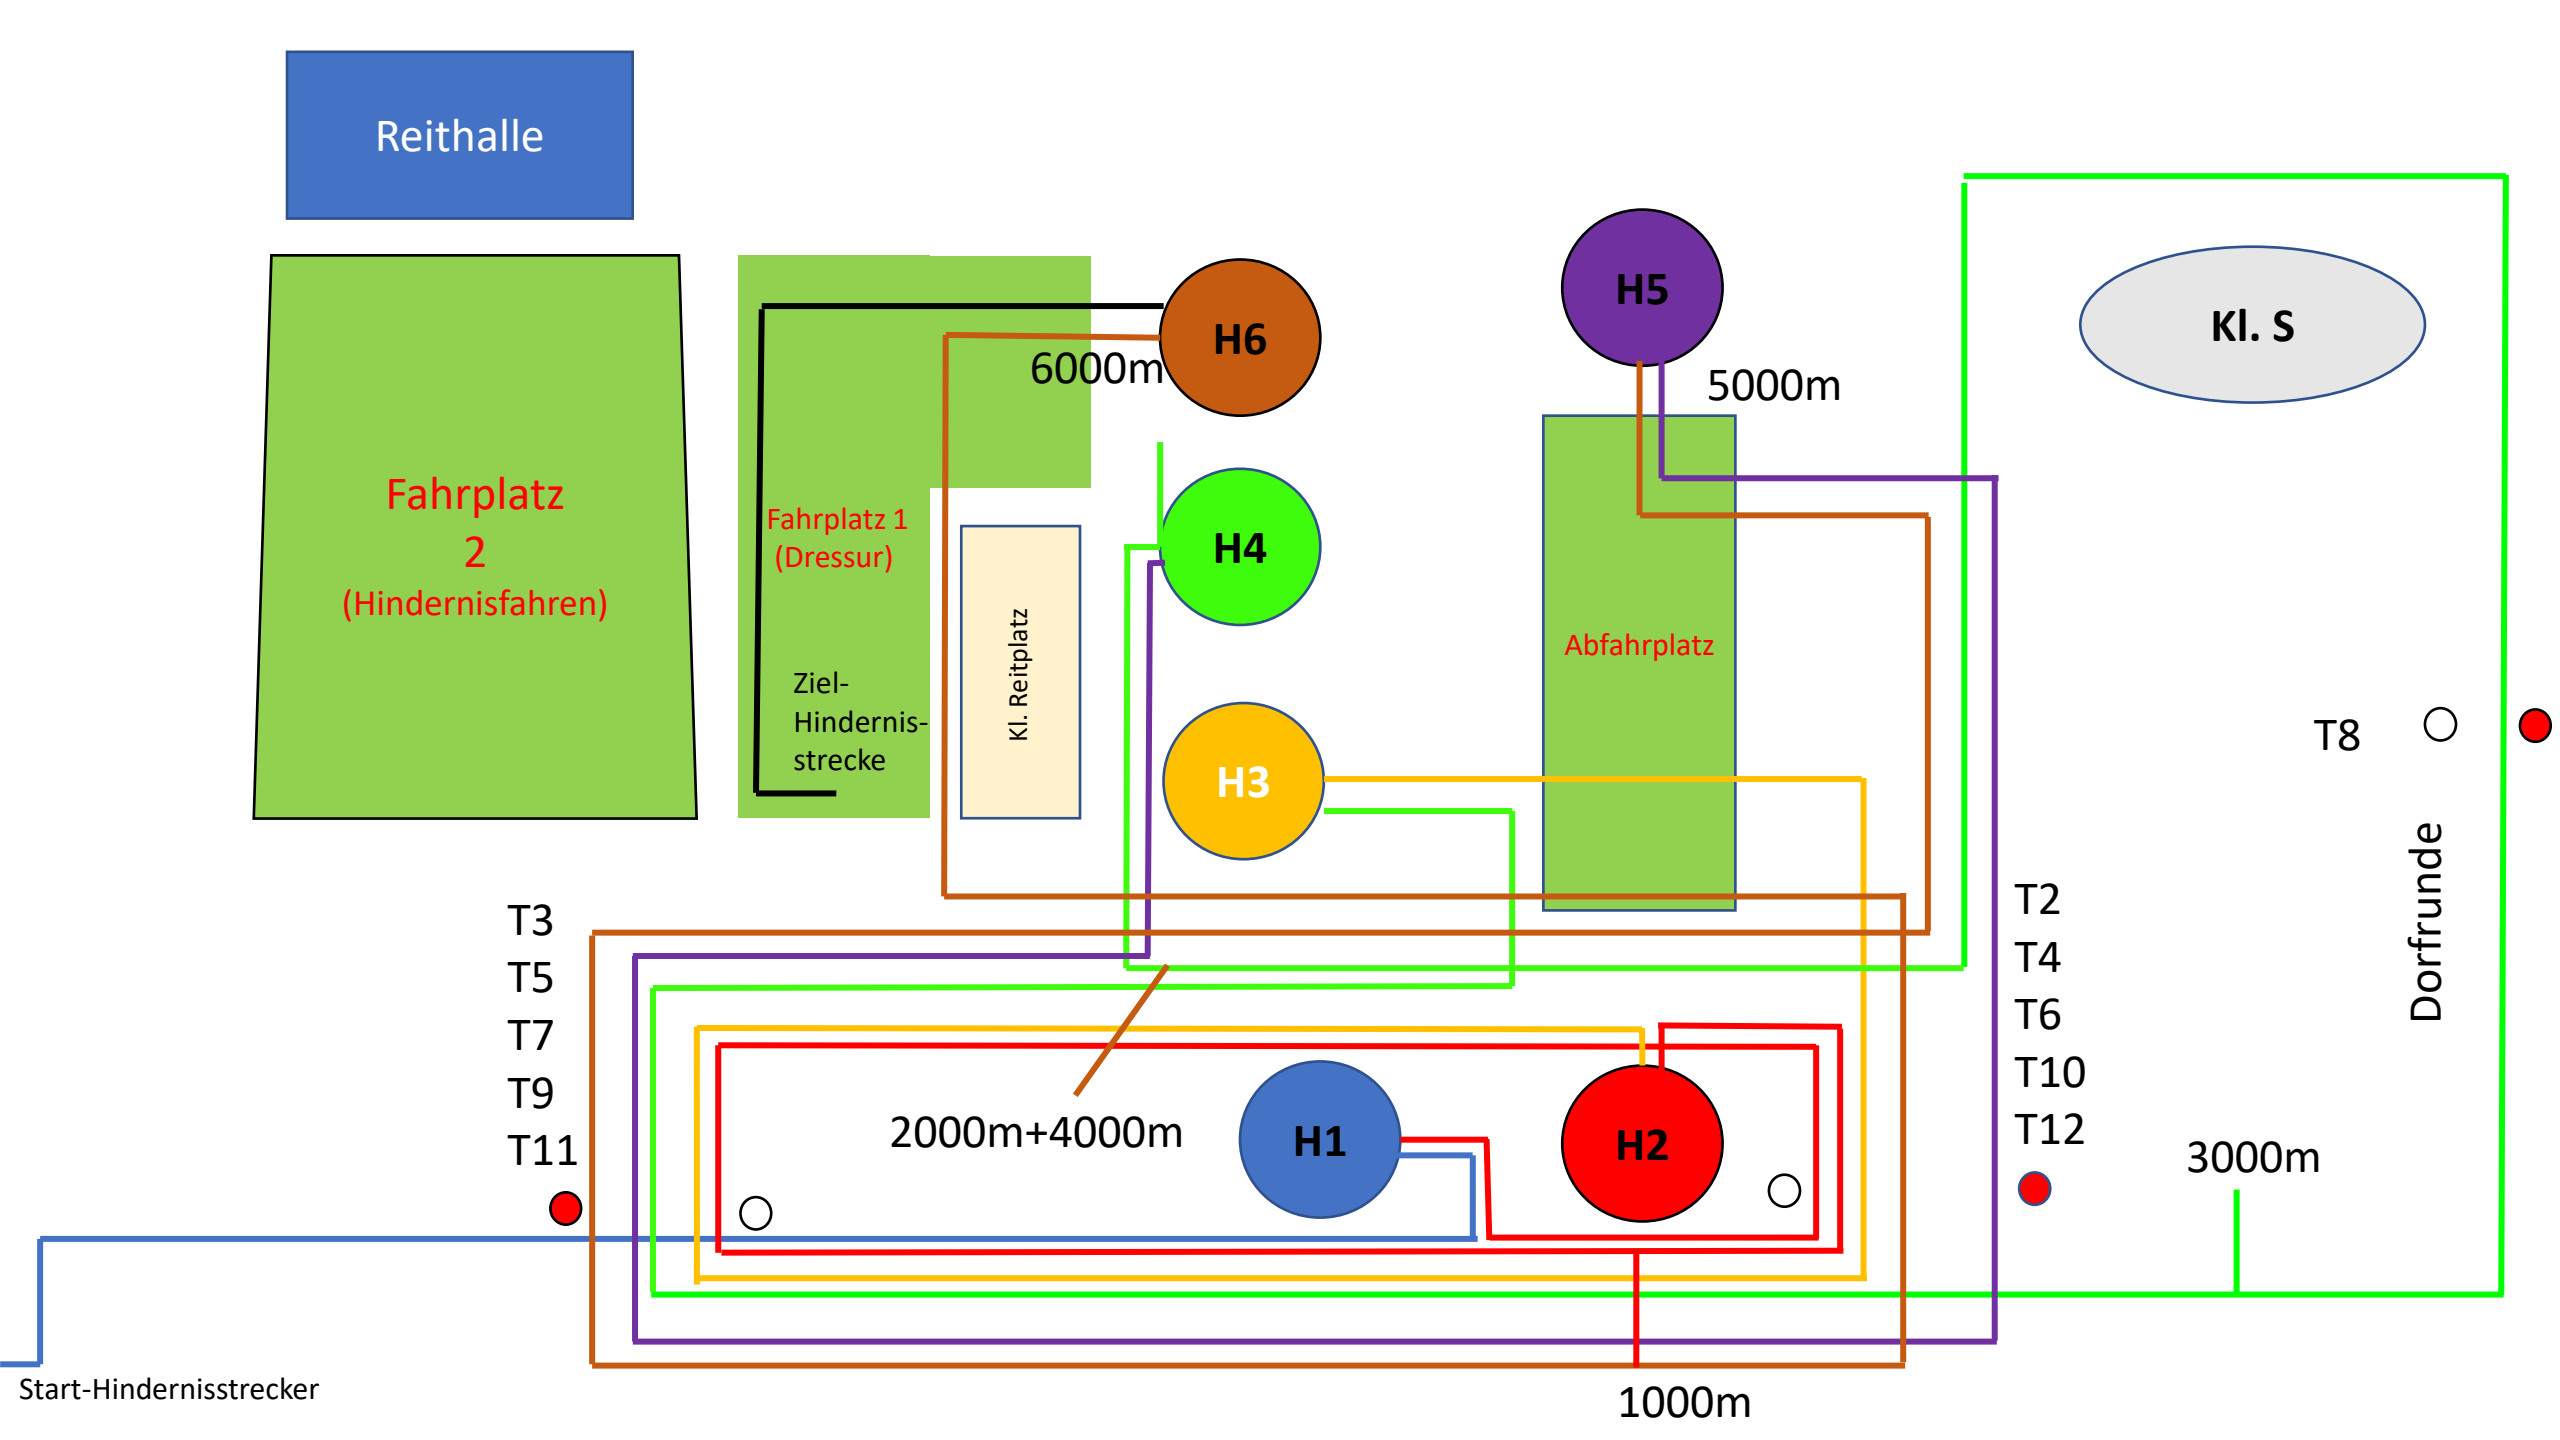 Reithalle
H5
Kl. S
H6
6000m
5000m
Fahrplatz
2
(Hindernisfahren)
Fahrplatz 1
(Dressur)
H4
Kl. Reitplatz
Abfahrplatz
Ziel-
Hindernis-
strecke
H3
T8
Dorfrunde
T3
T5
T7
T9
T11
T2
T4
T6
T10
T12
2000m+4000m
H1
H2
3000m
Start-Hindernisstrecker
1000m